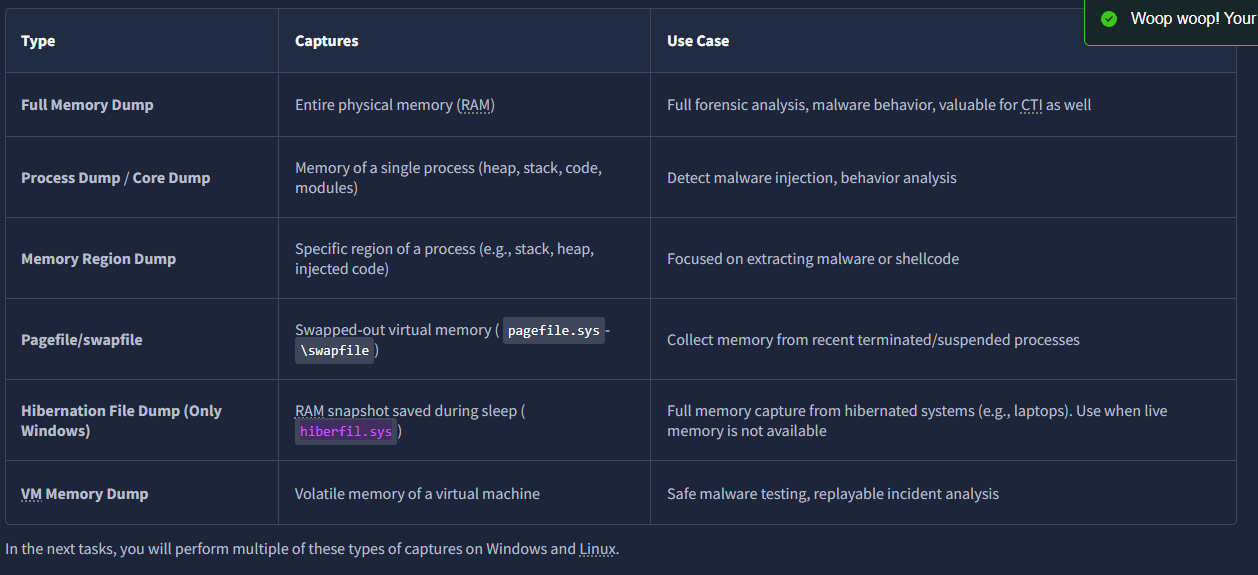 Woop woop! Your
Type
Captures
Use Case
Full Memory Dump
Entire physical memory (RAM)
Full forensic analysis, malware behavior, valuable for CTI as well
Process Dump / Core Dump
Memory of a single process (heap, stack, code,
modules)
Detect malware injection, behavior analysis
Memory Region Dump
Specific region of a process (e.g., stack, heap,
injected code)
Focused on extracting malware or shellcode
Pagefile/swapfile
Swapped-out virtual memory ( pagefile.sys -
\swapfile )
Collect memory from recent terminated/suspended processes
Hibernation File Dump (Only
Windows)
RAM snapshot saved during sleep (
hiberfil.sys )
Full memory capture from hibernated systems (e.g., laptops). Use when live
memory is not available
VM Memory Dump
Volatile memory of a virtual machine
Safe malware testing, replayable incident analysis
In the next tasks, you will perform multiple of these types of captures on Windows and Linux.